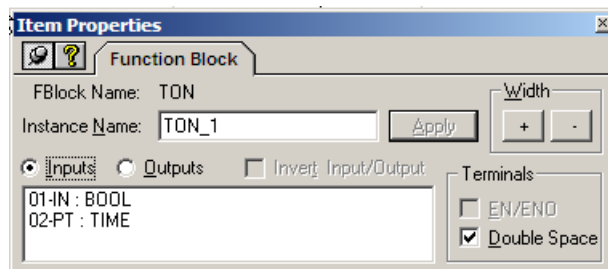 Item Properties
Function Block
FBlock Name: TON
Width
Instance Name: TON_1 Apply + -
Inputs Outputs Invert Input/Output
Terminals
01-IN : BOOL
02-PT : TIME
EN/ENO
Double Space